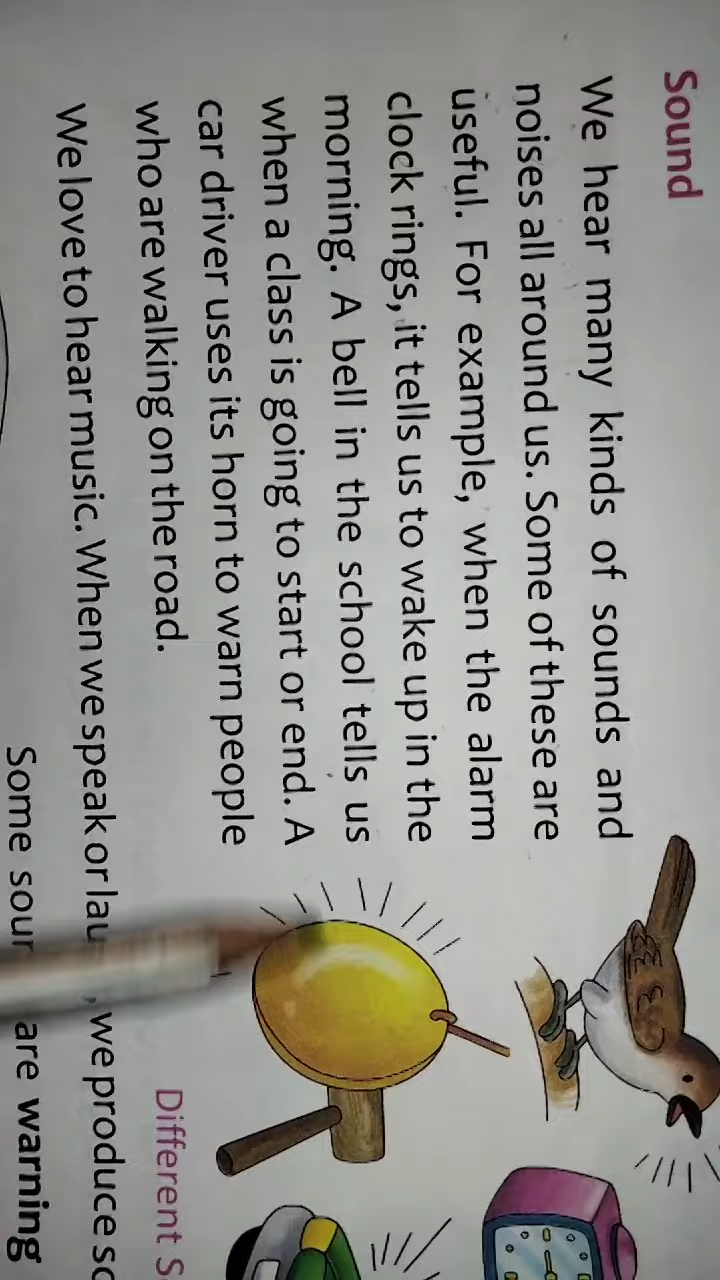 Sound
We hear many kinds of sounds and
noises all around us. Some of these are
useful. For example, when the alarm
clock rings, it tells us to wake up in the
morning. A bell in the school tells us
when a class is going to start or end. A
car driver uses its horn to warn people
who are walking on the road.
We love to hear music. When we speak or we produce
Different
Some are warning